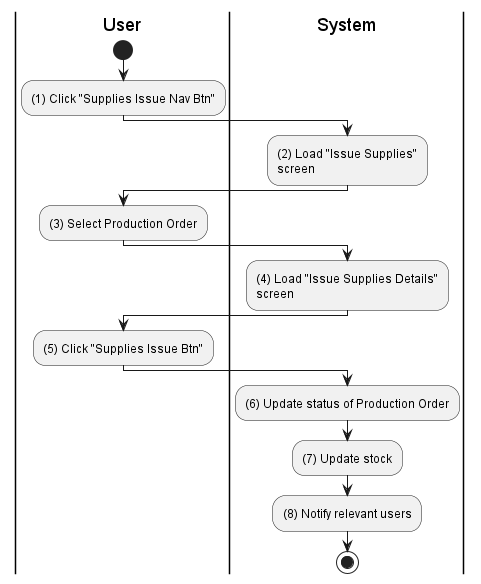 User
System
(1) Click "Supplies Issue Nav Btn"
(2) Load "Issue Supplies"
screen
(3) Select Production Order
(4) Load "Issue Supplies Details"
screen
(5) Click "Supplies Issue Btn"
(6) Update status of Production Order
(7) Update stock
(8) Notify relevant users